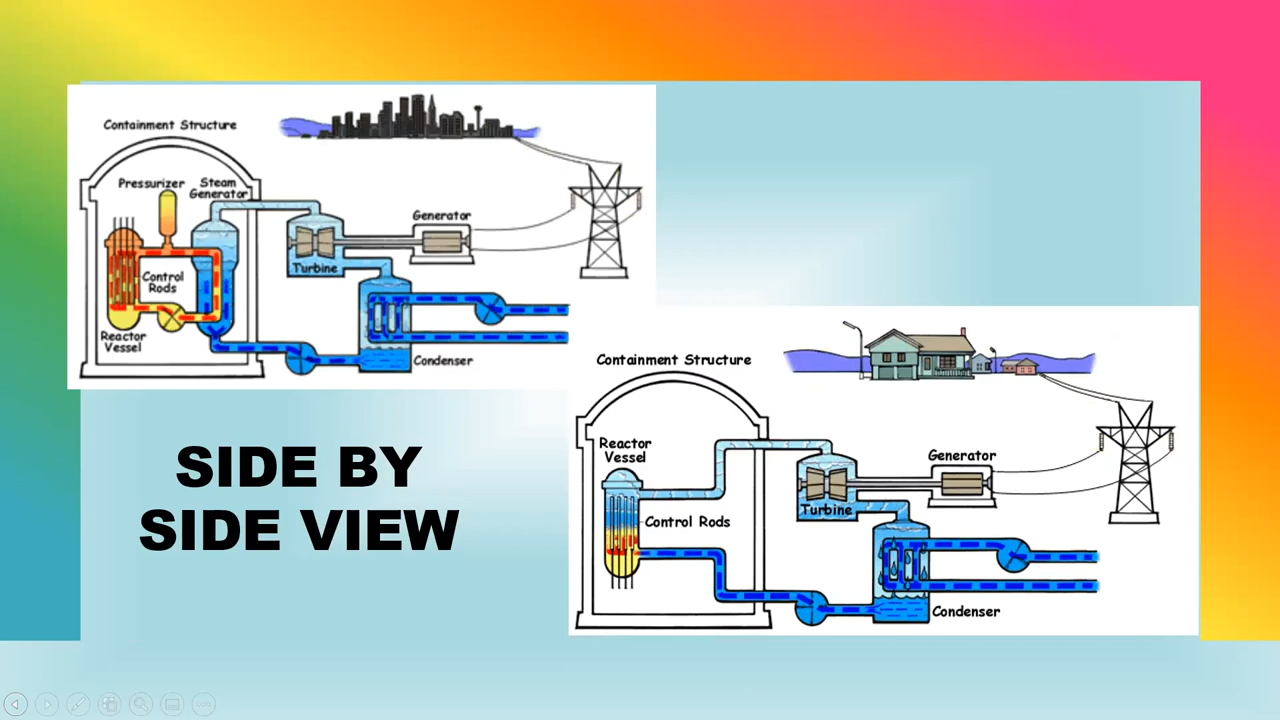 Containment Structure
Pressurizer
Steam
Generator
Generator
Turbine
Control
Rods
Reactor
Vessel
Condenser
Containment Structure
Reactor
Vessel
Generator
Turbine
Control Rods
Condenser
SIDE BY
SIDE VIEW